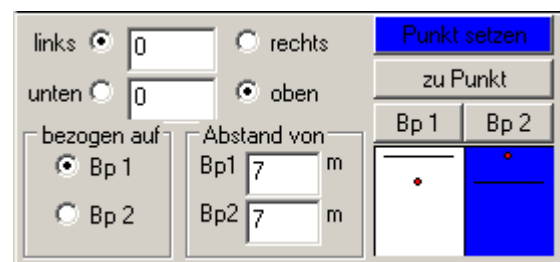 links 0 rechts
Punkt setzen
unten 0 oben
zu Punkt
Bp 1 Bp 2
bezogen auf
Bp 1
Bp 2
Abstand von
Bp1 7 m
Bp2 7 m